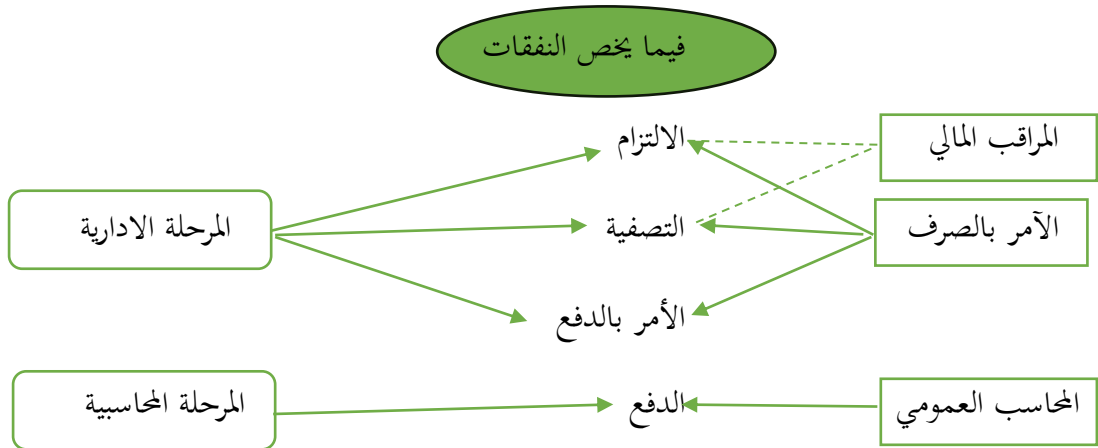 فيما يخص النفقات
المراقب المالي
الالتزام
الآمر بالصرف
التصفية
المرحلة الادارية
الأمر بالدفع
المحاسب العمومي
الدفع
المرحلة المحاسبية